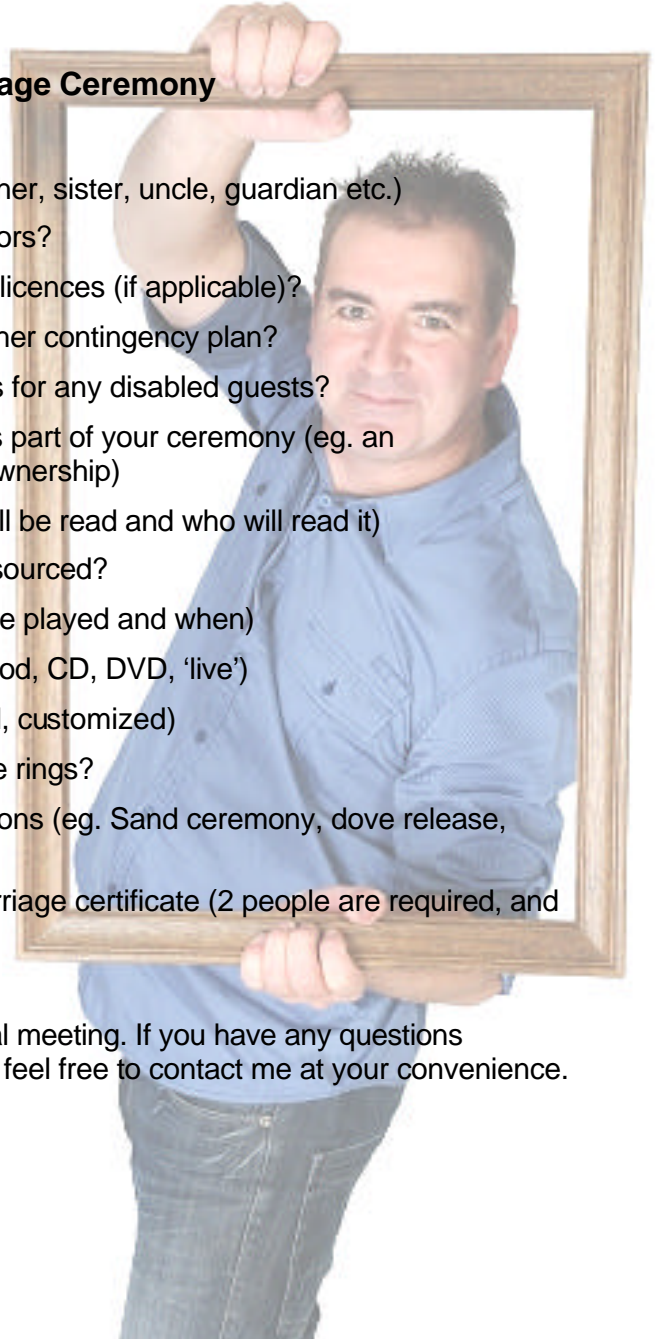 age Ceremony
ner, sister, uncle, guardian etc.)
ors?
licences (if applicable)?
ner contingency plan?
s for any disabled guests?
s part of your ceremony (eg. an
wnership)
ll be read and who will read it)
sourced?
e played and when)
od, CD, DVD, ‘live’)
l, customized)
e rings?
ons (eg. Sand ceremony, dove release,
rriage certificate (2 people are required, and
al meeting. If you have any questions
feel free to contact me at your convenience.